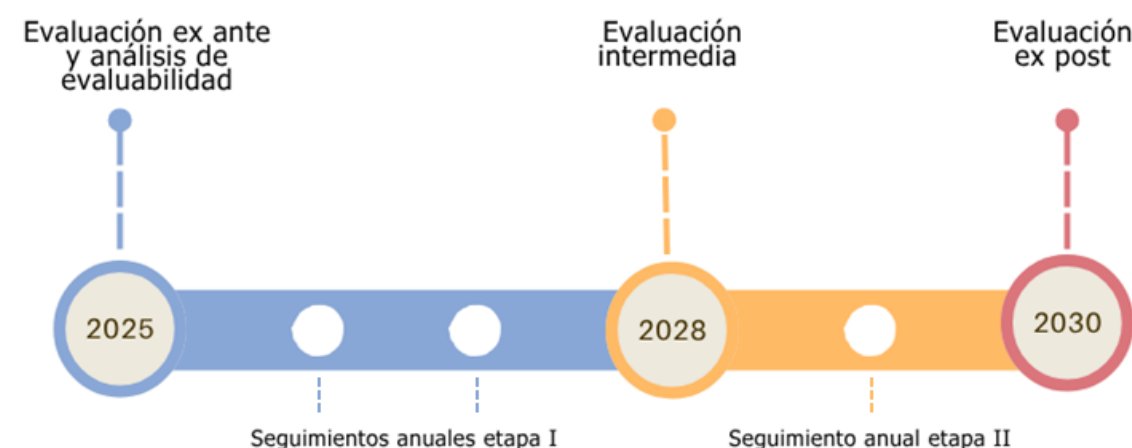 Evaluación ex ante
y análisis de
evaluabilidad
Evaluación
intermedia
Evaluación
ex post
2025
2028
2030
Seguimientos anuales etapa I
Seguimiento anual etapa II